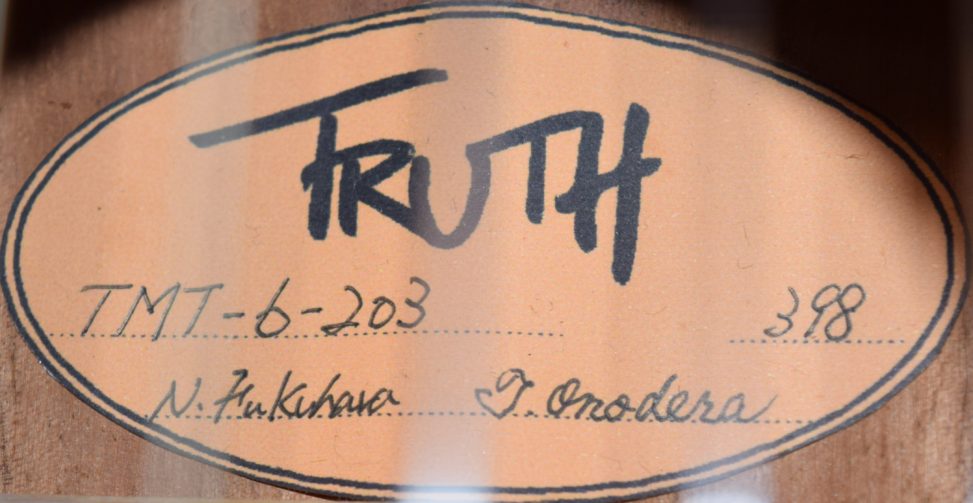 TRUTH
TMT-6-203 398
N. Fukuhara T. Onodera